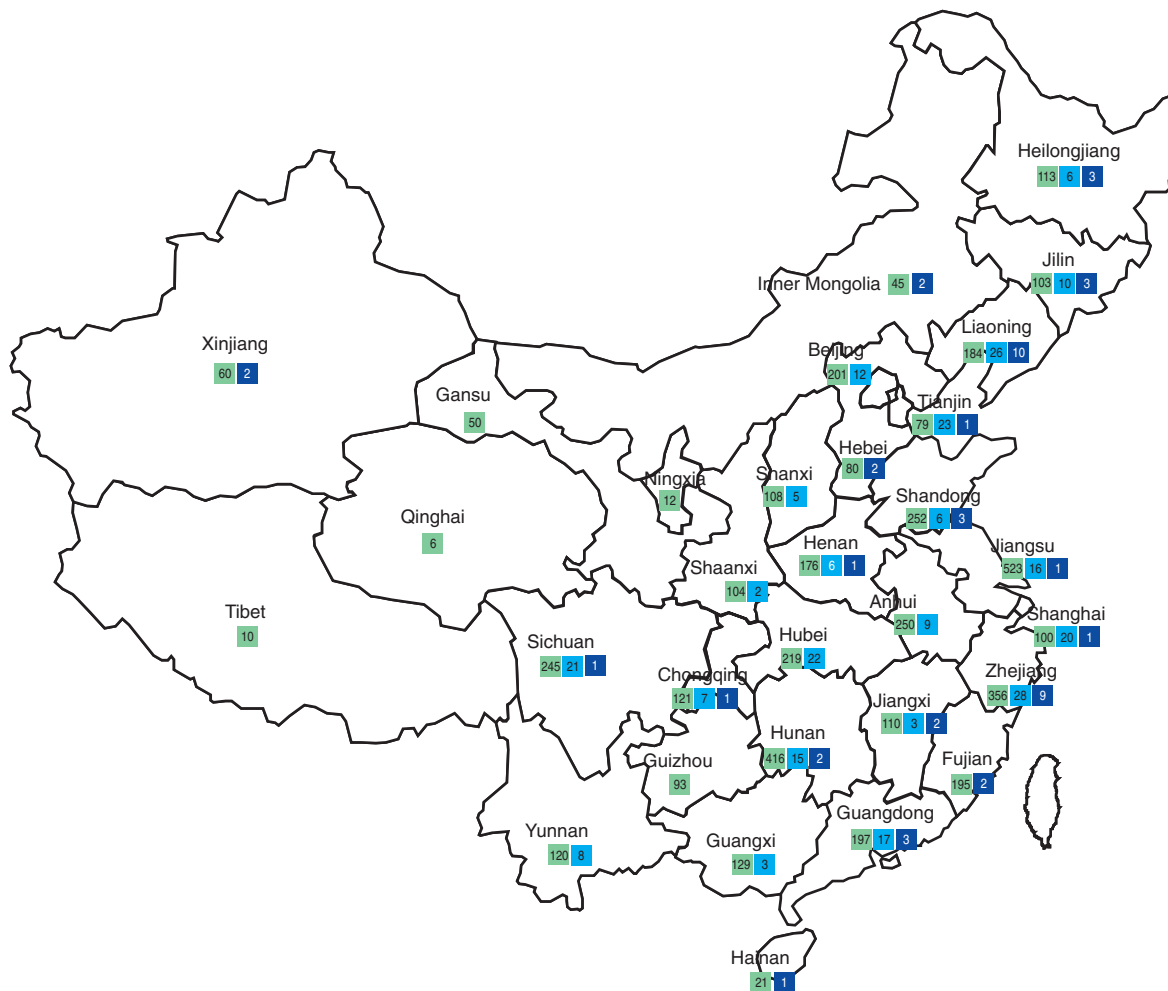 Heilongjiang
113 6 3
Jilin
103 10 3
Inner Mongolia 45 2
Liaoning
184 26 10
Xinjiang
60 2
Beijing
201 12
Gansu
50
Tianjin
79 23 1
Hebei
80 2
Ningxia
12
Shanxi
108 5
Shandong
252 6 3
Qinghai
6
Henan
176 6 1
Jiangsu
523 16 1
Shaanxi
104 2
Anhui
250 9
Tibet
10
Shanghai
100 20 1
Sichuan
245 21 1
Hubei
219 22
Chongqing
121 7 1
Zhejiang
356 28 9
Jiangxi
110 3 2
Hunan
416 15 2
Guizhou
93
Fujian
195 2
Guangdong
197 17 3
Yunnan
120 8
Guangxi
129 3
Hainan
21 1